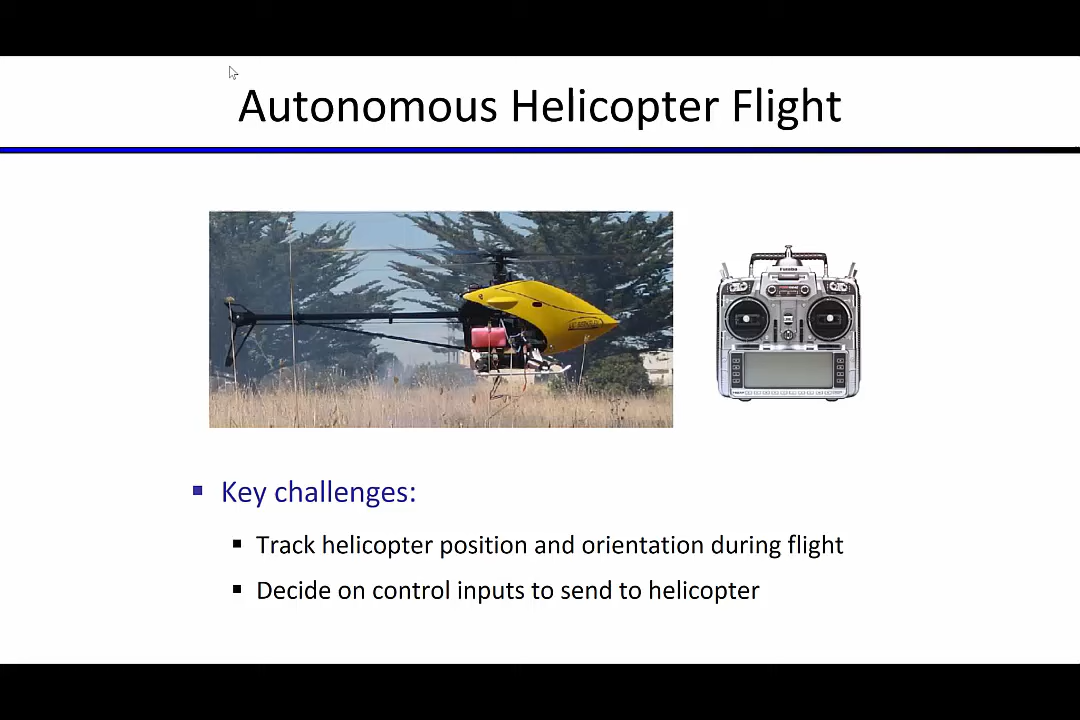 Autonomous Helicopter Flight
Futaba
Key challenges:
Track helicopter position and orientation during flight
Decide on control inputs to send to helicopter